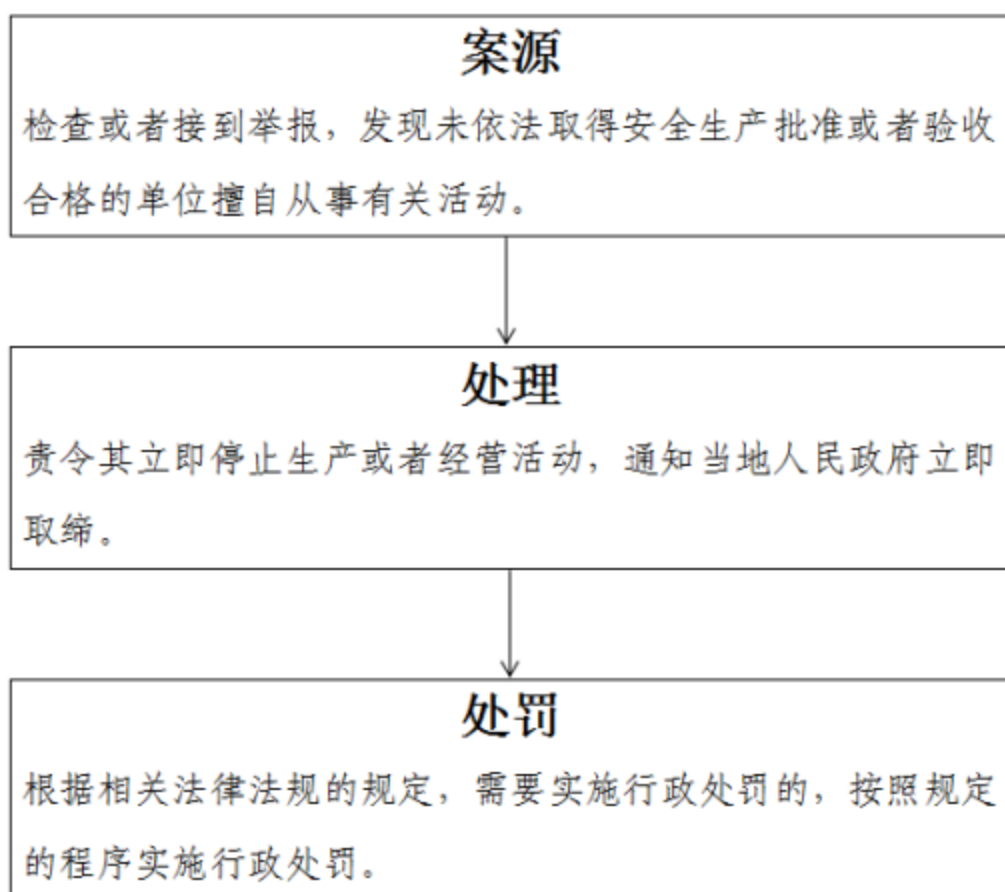 案源
检查或者接到举报，发现未依法取得安全生产批准或者验收
合格的单位擅自从事有关活动。
处理
责令其立即停止生产或者经营活动，通知当地人民政府立即
取缔。
处罚
根据相关法律法规的规定，需要实施行政处罚的，按照规定
的程序实施行政处罚。